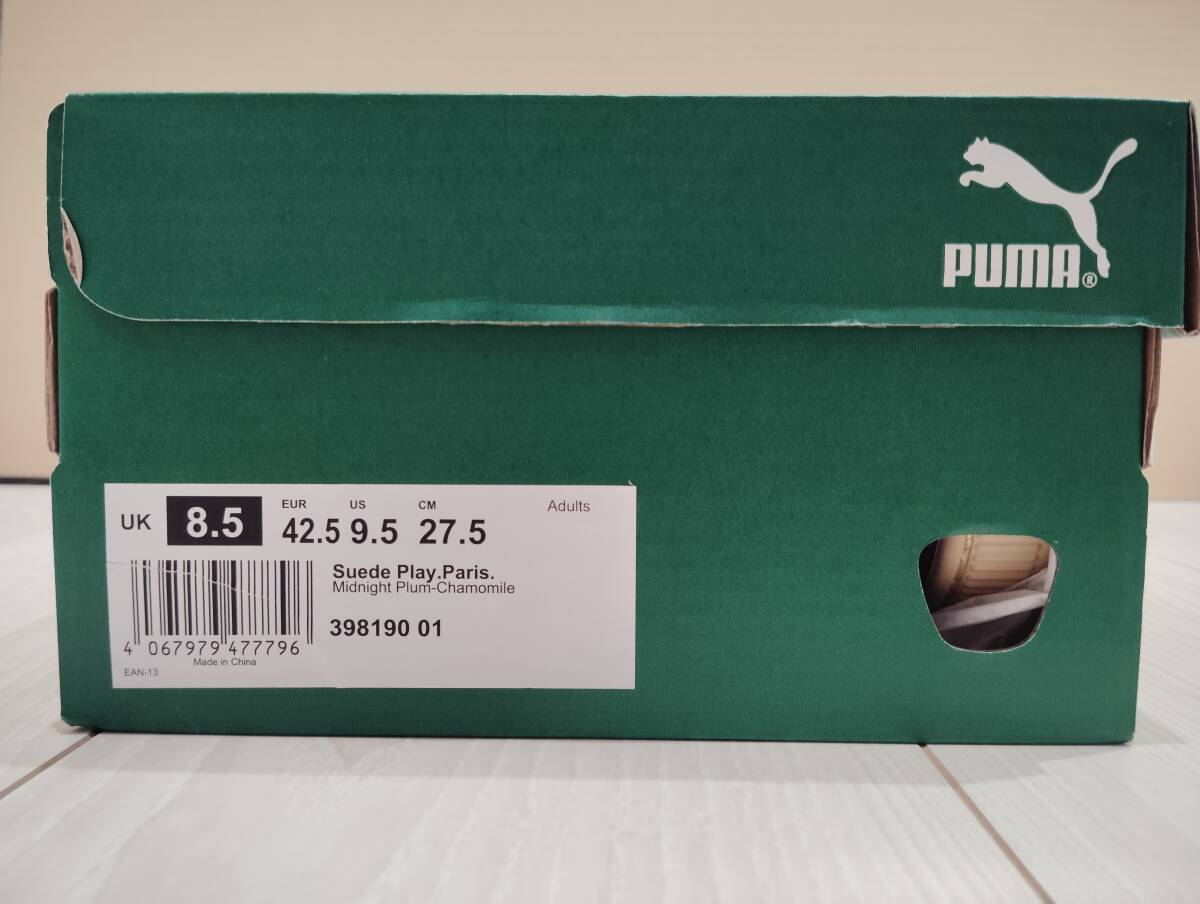 PUMA®
EUR US CM Adults
UK 8.5 42.5 9.5 27.5
Suede Play.Paris.
Midnight Plum-Chamomile
398190 01
4 067979 477796
Made in China
EAN-13